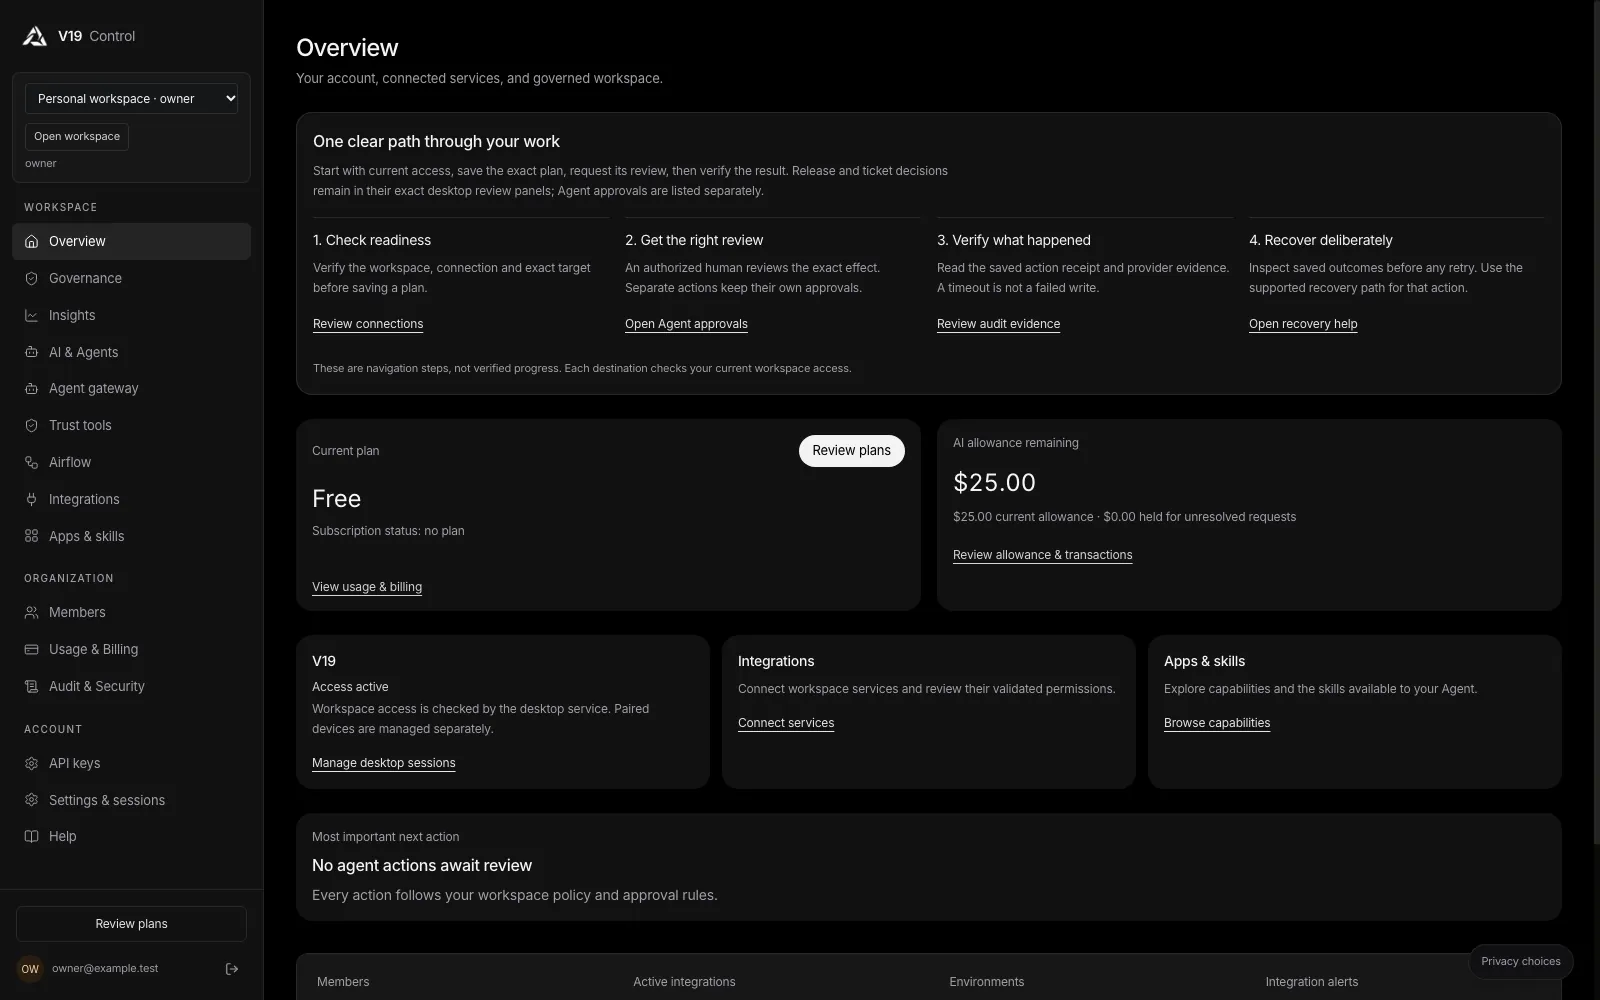 V19 Control
Personal workspace · owner
Open workspace
owner
WORKSPACE
Overview
Governance
Insights
AI & Agents
Agent gateway
Trust tools
Airflow
Integrations
Apps & skills
ORGANIZATION
Members
Usage & Billing
Audit & Security
ACCOUNT
API keys
Settings & sessions
Help
Review plans
OW owner@example.test
Overview
Your account, connected services, and governed workspace.
One clear path through your work
Start with current access, save the exact plan, request its review, then verify the result. Release and ticket decisions
remain in their exact desktop review panels; Agent approvals are listed separately.
1. Check readiness
Verify the workspace, connection and exact target
before saving a plan.
Review connections
2. Get the right review
An authorized human reviews the exact effect.
Separate actions keep their own approvals.
Open Agent approvals
3. Verify what happened
Read the saved action receipt and provider evidence.
A timeout is not a failed write.
Review audit evidence
4. Recover deliberately
Inspect saved outcomes before any retry. Use the
supported recovery path for that action.
Open recovery help
These are navigation steps, not verified progress. Each destination checks your current workspace access.
Current plan
Review plans
Free
Subscription status: no plan
View usage & billing
AI allowance remaining
$25.00
$25.00 current allowance · $0.00 held for unresolved requests
Review allowance & transactions
V19
Access active
Workspace access is checked by the desktop service. Paired
devices are managed separately.
Manage desktop sessions
Integrations
Connect workspace services and review their validated permissions.
Connect services
Apps & skills
Explore capabilities and the skills available to your Agent.
Browse capabilities
Most important next action
No agent actions await review
Every action follows your workspace policy and approval rules.
Members
Active integrations
Environments
Integration alerts
Privacy choices